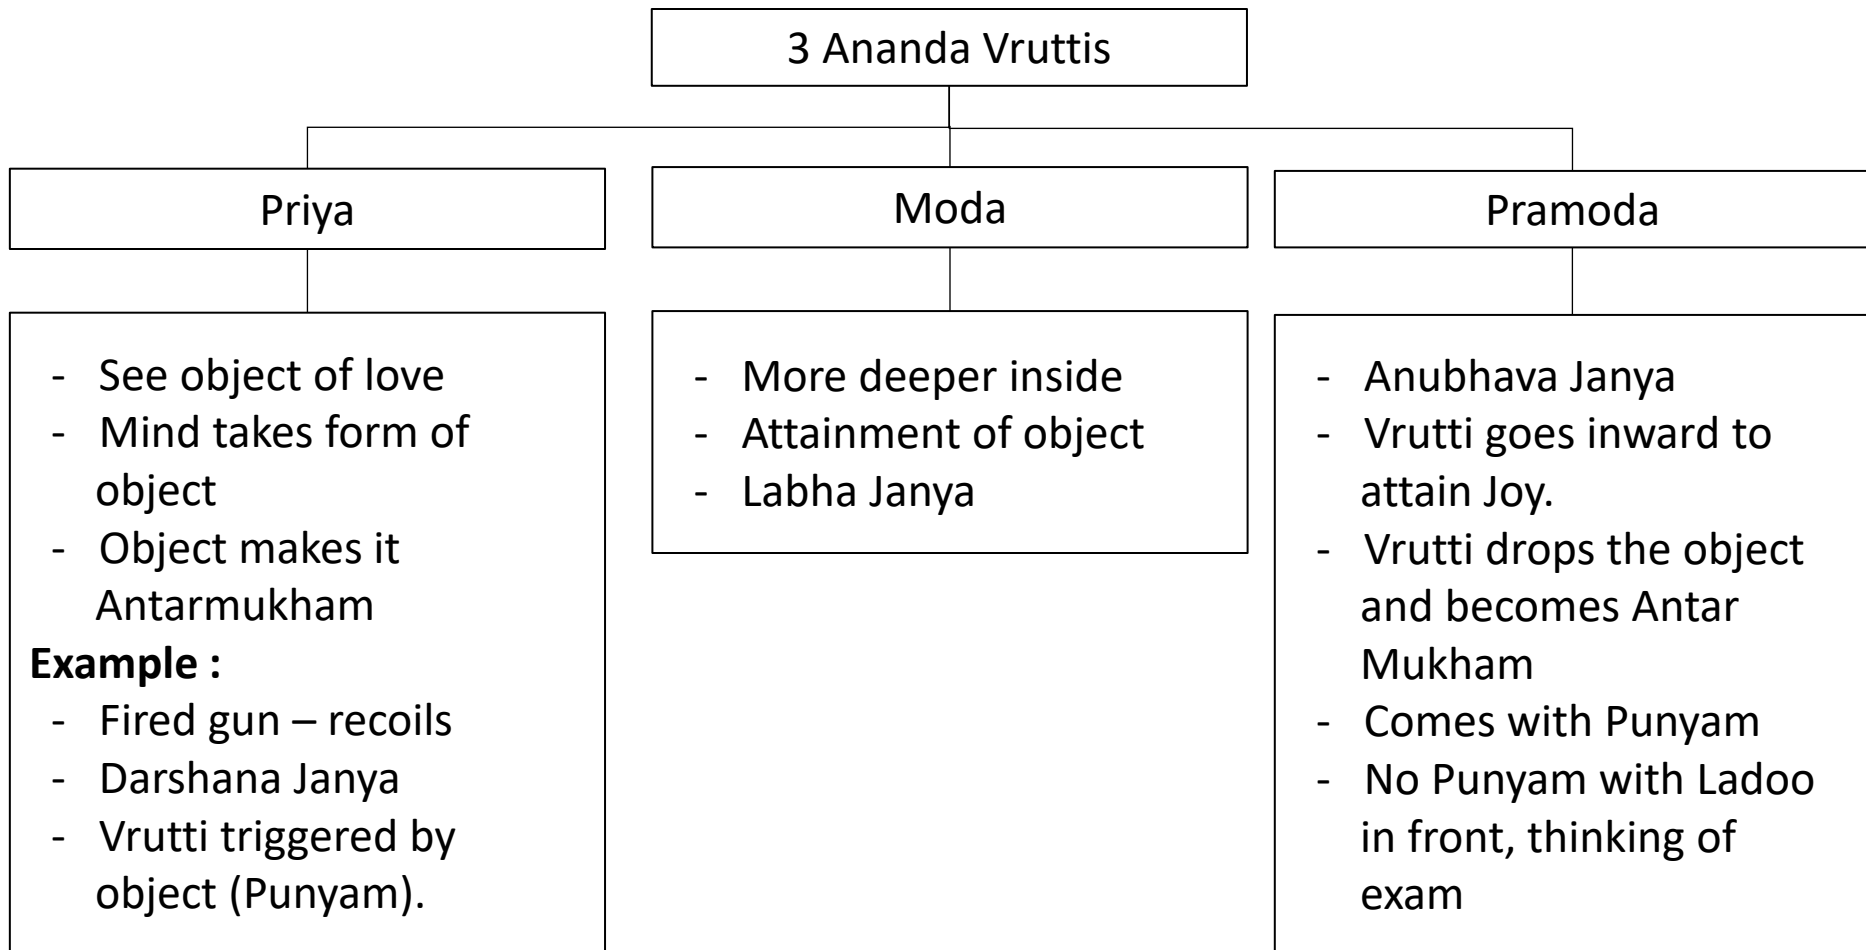 3 Ananda Vruttis
Priya
Moda
Pramoda
- See object of love
- Mind takes form of
object
- Object makes it
Antarmukham
Example :
- Fired gun – recoils
- Darshana Janya
- Vrutti triggered by
object (Punyam).
- More deeper inside
- Attainment of object
- Labha Janya
- Anubhava Janya
- Vrutti goes inward to
attain Joy.
- Vrutti drops the object
and becomes Antar
Mukham
- Comes with Punyam
- No Punyam with Ladoo
in front, thinking of
exam